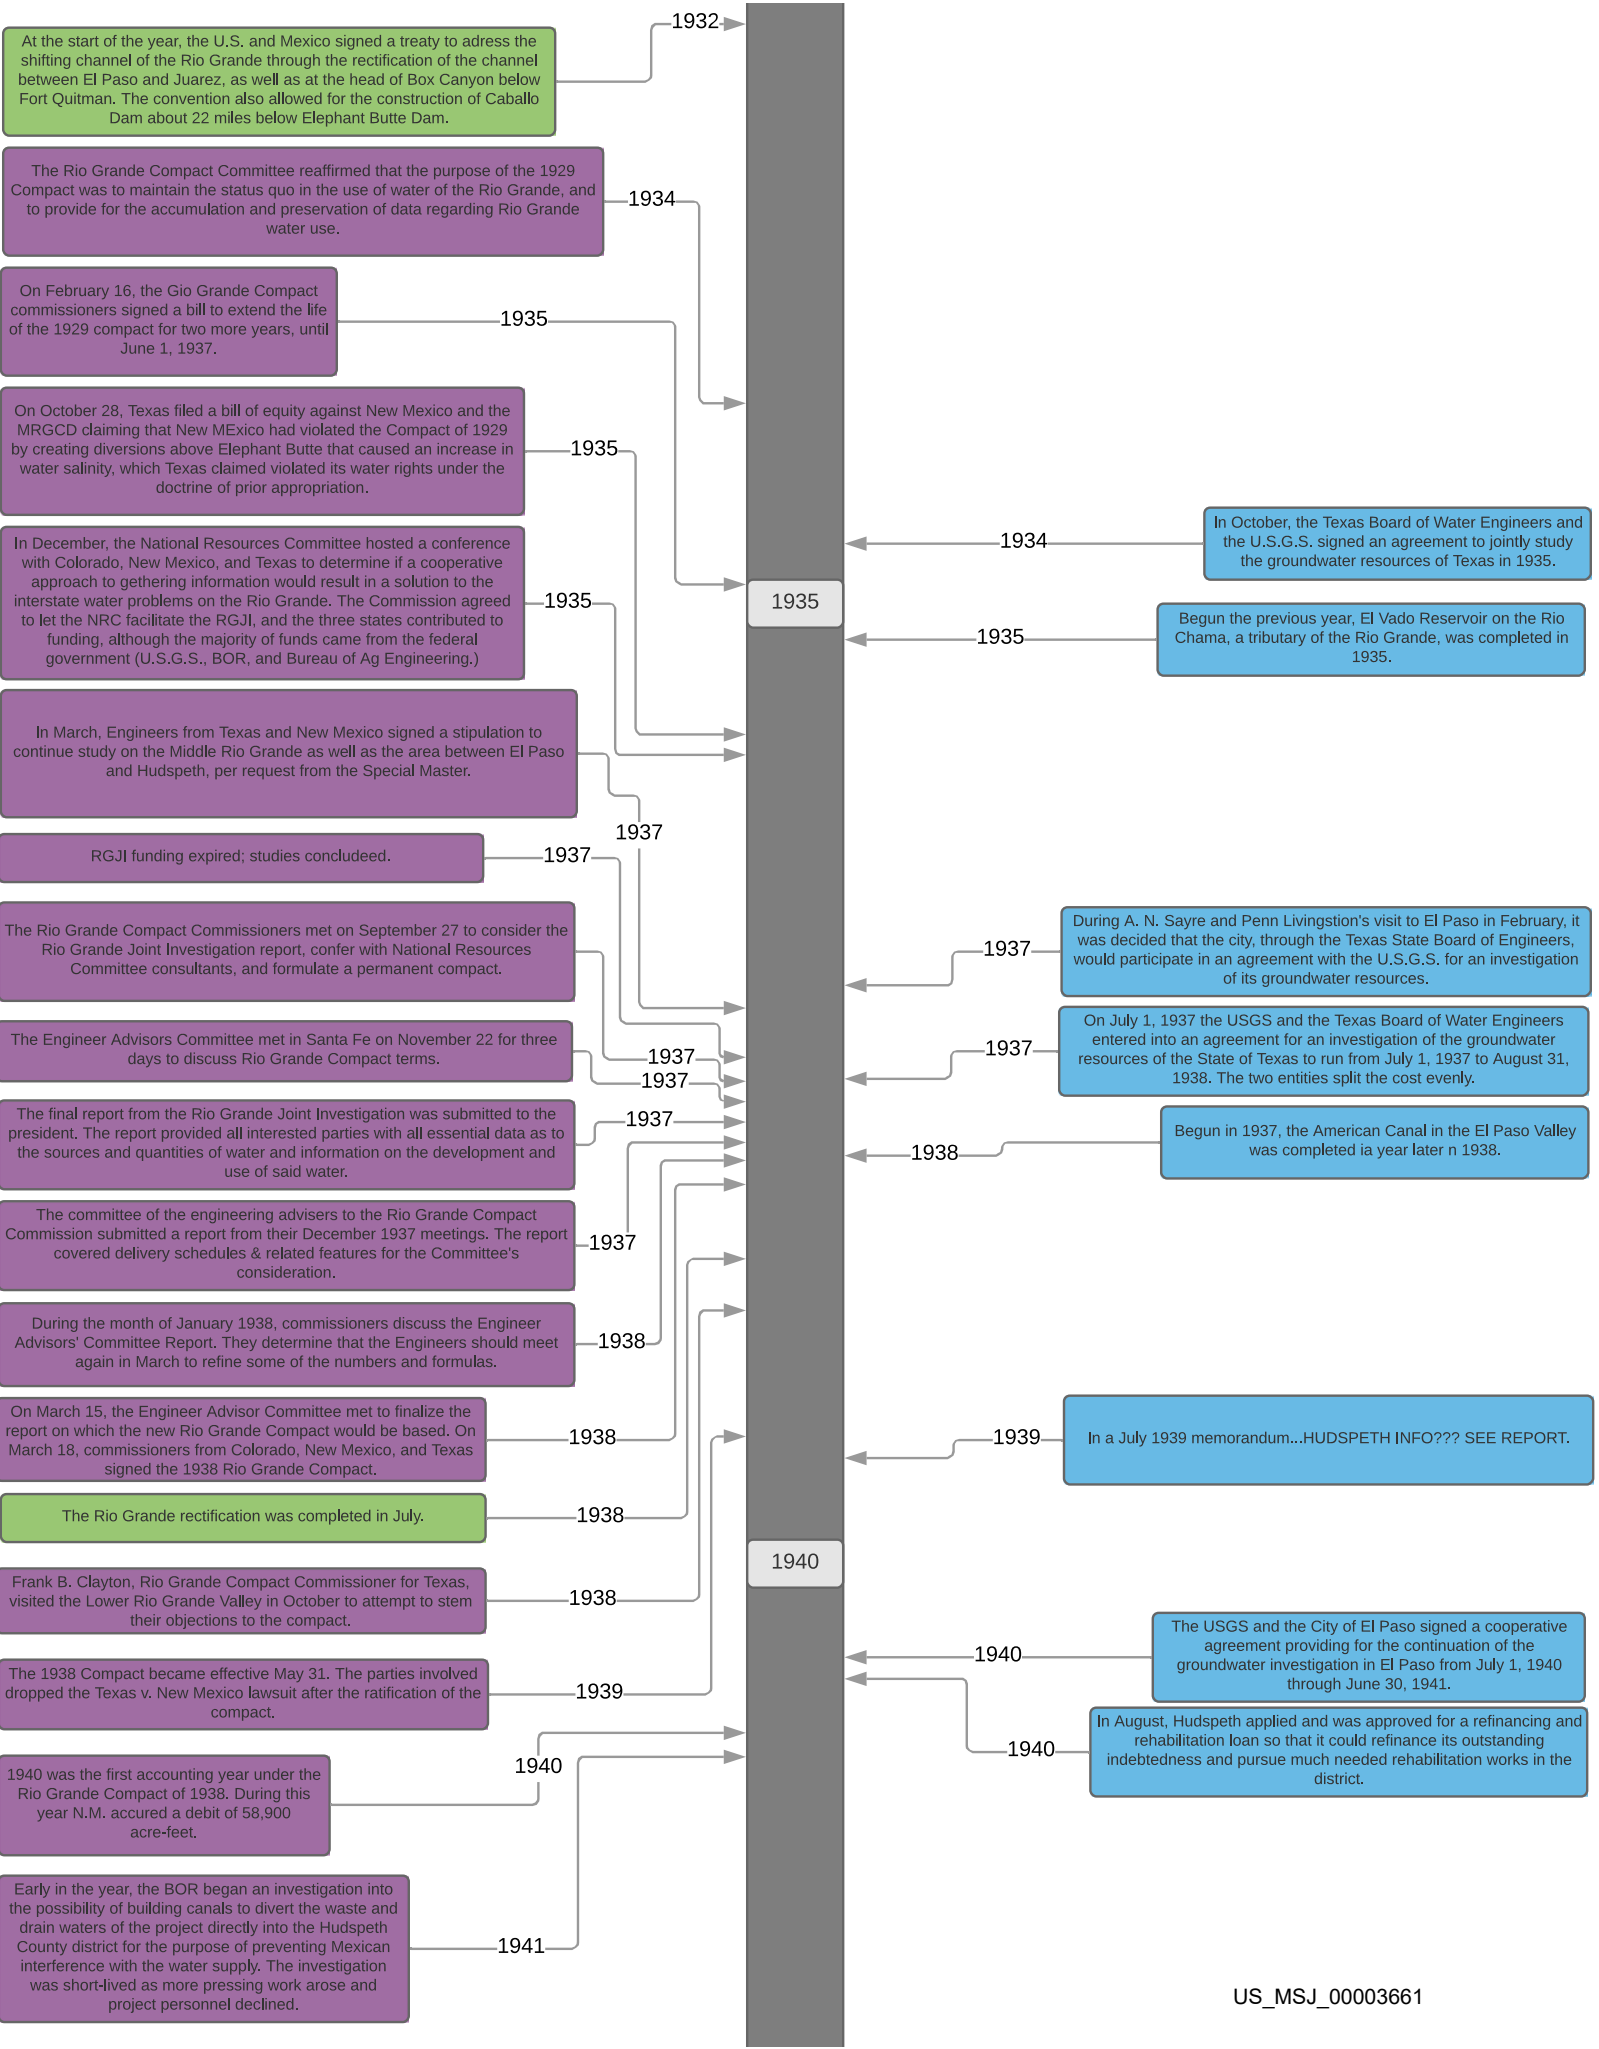 1932
At the start of the year, the U.S. and Mexico signed a treaty to adress the
shifting channel of the Rio Grande through the rectification of the channel
between El Paso and Juarez, as well as at the head of Box Canyon below
Fort Quitman. The convention also allowed for the construction of Caballo
Dam about 22 miles below Elephant Butte Dam.
The Rio Grande Compact Committee reaffirmed that the purpose of the 1929
Compact was to maintain the status quo in the use of water of the Rio Grande, and
to provide for the accumulation and preservation of data regarding Rio Grande
water use.
1934
On February 16, the Gio Grande Compact
commissioners signed a bill to extend the life
of the 1929 compact for two more years, until
June 1, 1937.
1935
On October 28, Texas filed a bill of equity against New Mexico and the
MRGCD claiming that New MExico had violated the Compact of 1929
by creating diversions above Elephant Butte that caused an increase in
water salinity, which Texas claimed violated its water rights under the
doctrine of prior appropriation.
1935
In December, the National Resources Committee hosted a conference
with Colorado, New Mexico, and Texas to determine if a cooperative
approach to gethering information would result in a solution to the
interstate water problems on the Rio Grande. The Commission agreed
to let the NRC facilitate the RGJI, and the three states contributed to
funding, although the majority of funds came from the federal
government (U.S.G.S., BOR, and Bureau of Ag Engineering.)
1935
In March, Engineers from Texas and New Mexico signed a stipulation to
continue study on the Middle Rio Grande as well as the area between El Paso
and Hudspeth, per request from the Special Master.
1937
RGJI funding expired; studies concludeed.
1937
The Rio Grande Compact Commissioners met on September 27 to consider the
Rio Grande Joint Investigation report, confer with National Resources
Committee consultants, and formulate a permanent compact.
1937
The Engineer Advisors Committee met in Santa Fe on November 22 for three
days to discuss Rio Grande Compact terms.
1937
The final report from the Rio Grande Joint Investigation was submitted to the
president. The report provided all interested parties with all essential data as to
the sources and quantities of water and information on the development and
use of said water.
1937
The committee of the engineering advisers to the Rio Grande Compact
Commission submitted a report from their December 1937 meetings. The report
covered delivery schedules & related features for the Committee's
consideration.
1937
During the month of January 1938, commissioners discuss the Engineer
Advisors' Committee Report. They determine that the Engineers should meet
again in March to refine some of the numbers and formulas.
1938
On March 15, the Engineer Advisor Committee met to finalize the
report on which the new Rio Grande Compact would be based. On
March 18, commissioners from Colorado, New Mexico, and Texas
signed the 1938 Rio Grande Compact.
1938
The Rio Grande rectification was completed in July.
1938
Frank B. Clayton, Rio Grande Compact Commissioner for Texas,
visited the Lower Rio Grande Valley in October to attempt to stem
their objections to the compact.
1938
The 1938 Compact became effective May 31. The parties involved
dropped the Texas v. New Mexico lawsuit after the ratification of the
compact.
1939
1940 was the first accounting year under the
Rio Grande Compact of 1938. During this
year N.M. accured a debit of 58,900
acre-feet.
1940
Early in the year, the BOR began an investigation into
the possibility of building canals to divert the waste and
drain waters of the project directly into the Hudspeth
County district for the purpose of preventing Mexican
interference with the water supply. The investigation
was short-lived as more pressing work arose and
project personnel declined.
1941
1935
1940
1934
In October, the Texas Board of Water Engineers and
the U.S.G.S. signed an agreement to jointly study
the groundwater resources of Texas in 1935.
1935
Begun the previous year, El Vado Reservoir on the Rio
Chama, a tributary of the Rio Grande, was completed in
1935.
1937
During A. N. Sayre and Penn Livingstion's visit to El Paso in February, it
was decided that the city, through the Texas State Board of Engineers,
would participate in an agreement with the U.S.G.S. for an investigation
of its groundwater resources.
1937
On July 1, 1937 the USGS and the Texas Board of Water Engineers
entered into an agreement for an investigation of the groundwater
resources of the State of Texas to run from July 1, 1937 to August 31,
1938. The two entities split the cost evenly.
1938
Begun in 1937, the American Canal in the El Paso Valley
was completed ia year later n 1938.
1939
In a July 1939 memorandum...HUDSPETH INFO??? SEE REPORT.
1940
The USGS and the City of El Paso signed a cooperative
agreement providing for the continuation of the
groundwater investigation in El Paso from July 1, 1940
through June 30, 1941.
1940
In August, Hudspeth applied and was approved for a refinancing and
rehabilitation loan so that it could refinance its outstanding
indebtedness and pursue much needed rehabilitation works in the
district.
US_MSJ_00003661